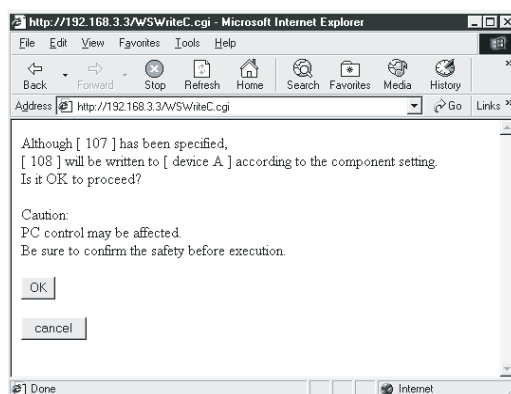 http://192.168.3.3/WSWriteC.cgi - Microsoft Internet Explorer
File Edit View Favorites Tools Help
Back Forward Stop Refresh Home Search Favorites Media History »
Address http://192.168.3.3/WSWriteC.cgi Go Links »
Although [ 107 ] has been specified,
[ 108 ] will be written to [ device A ] according to the component setting.
Is it OK to proceed?
Caution:
PC control may be affected.
Be sure to confirm the safety before execution.
OK
cancel
Done Internet